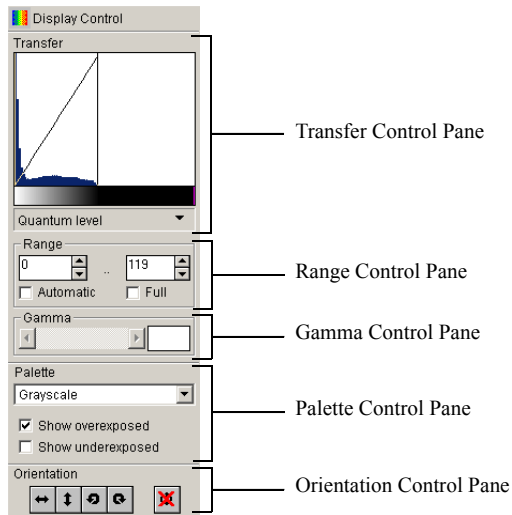 Display Control
Transfer
Transfer Control Pane
Quantum level
Range
0 .. 119
Range Control Pane
Automatic Full
Gamma
Gamma Control Pane
Palette
Grayscale
Palette Control Pane
Show overexposed
Show underexposed
Orientation
Orientation Control Pane